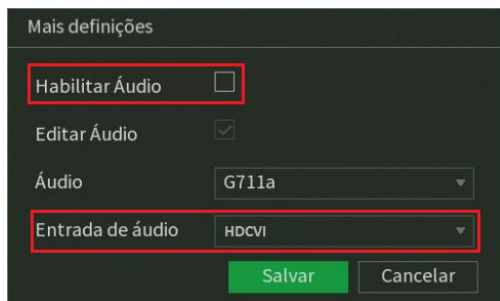 Mais definições
Habilitar Áudio
Editar Áudio
Áudio G711a
Entrada de áudio HDCVI
Salvar Cancelar